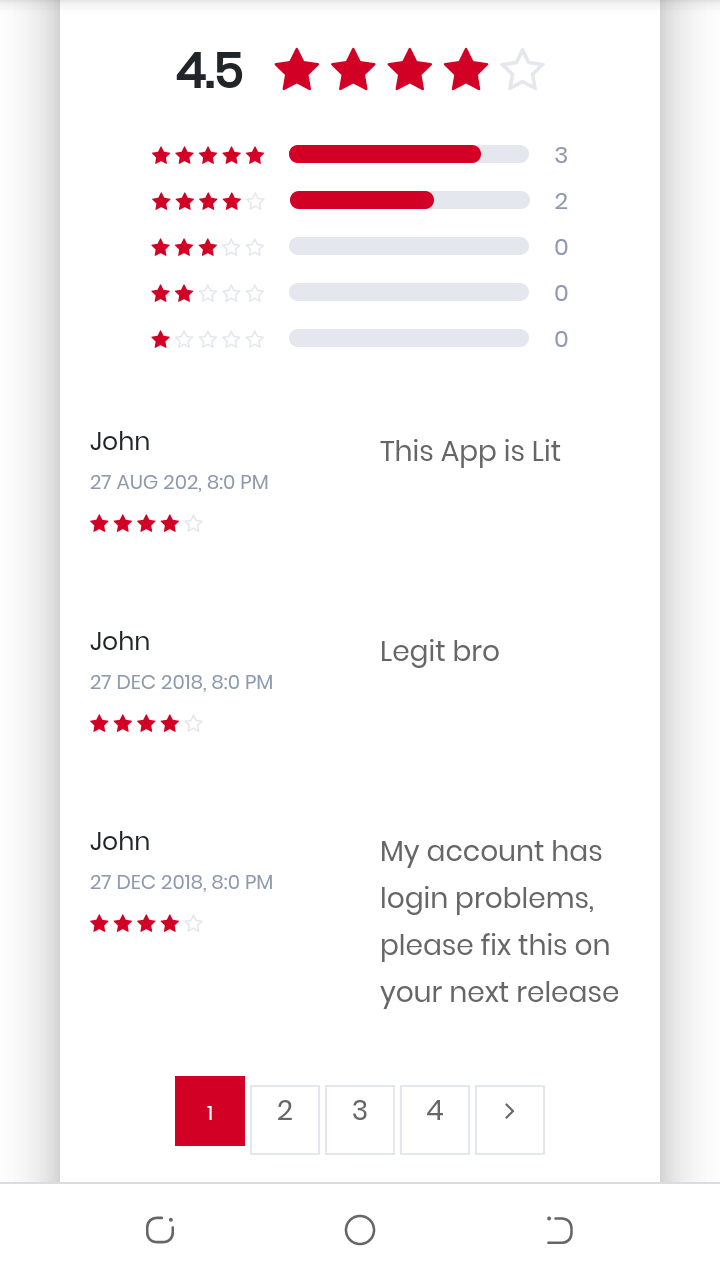 4.5
3
2
0
0
0
John
27 AUG 202, 8:0 PM
This App is Lit
John
27 DEC 2018, 8:0 PM
Legit bro
John
27 DEC 2018, 8:0 PM
My account has
login problems,
please fix this on
your next release
1 2 3 4 >